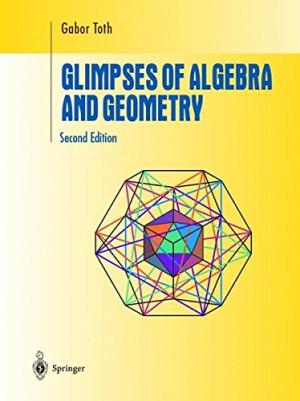 Gabor Toth
GLIMPSES OF ALGEBRA
AND GEOMETRY
Second Edition
Springer